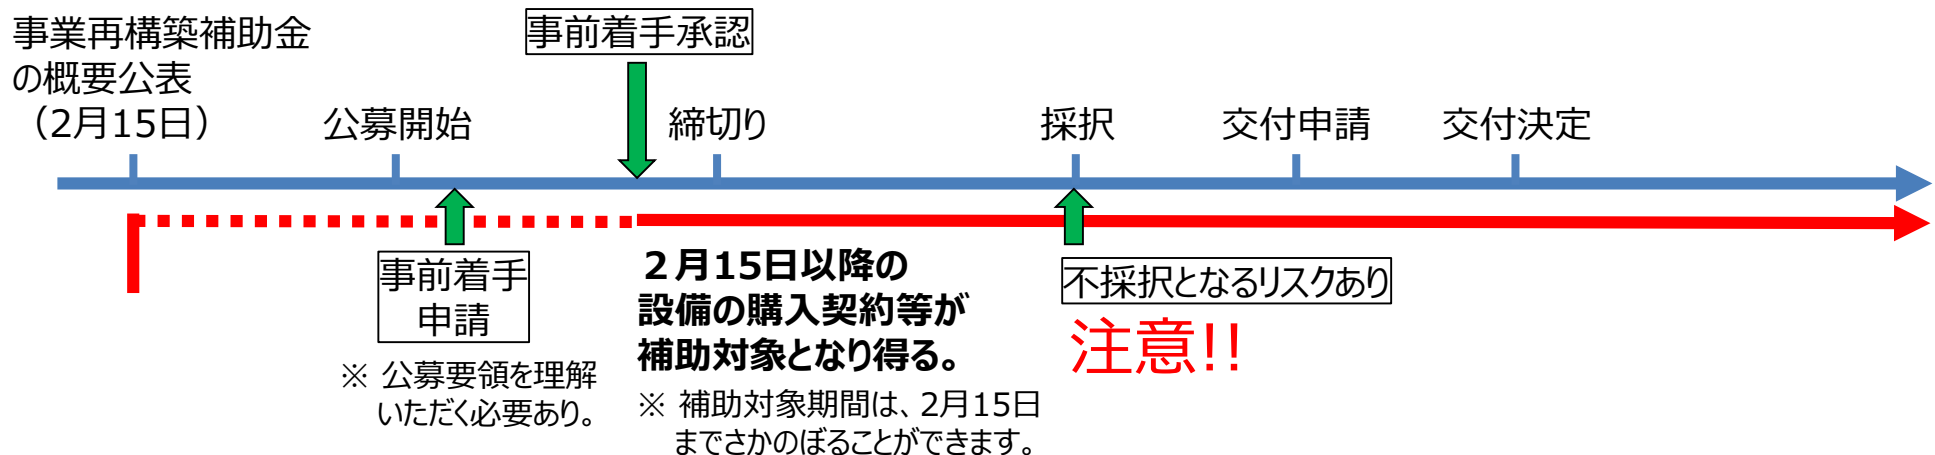 事業再構築補助金
の概要公表
（2月15日）
事前着手承認
公募開始
締切り
採択
交付申請
交付決定
事前着手
申請
※ 公募要領を理解
いただく必要あり。
２月15日以降の
設備の購入契約等が
補助対象となり得る。
※ 補助対象期間は、2月15日
までさかのぼることができます。
不採択となるリスクあり
注意!!